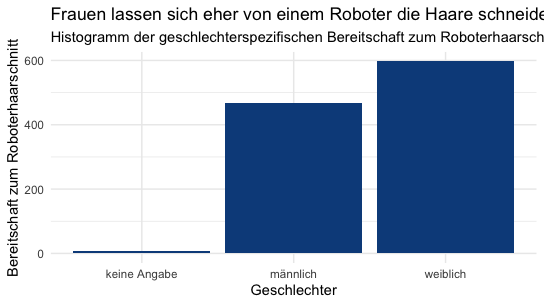 Frauen lassen sich eher von einem Roboter die Haare schneide
Histogramm der geschlechterspezifischen Bereitschaft zum Roboterhaarsch
Bereitschaft zum Roboterhaarschnitt
600
400
200
0
keine Angabe männlich weiblich
Geschlechter